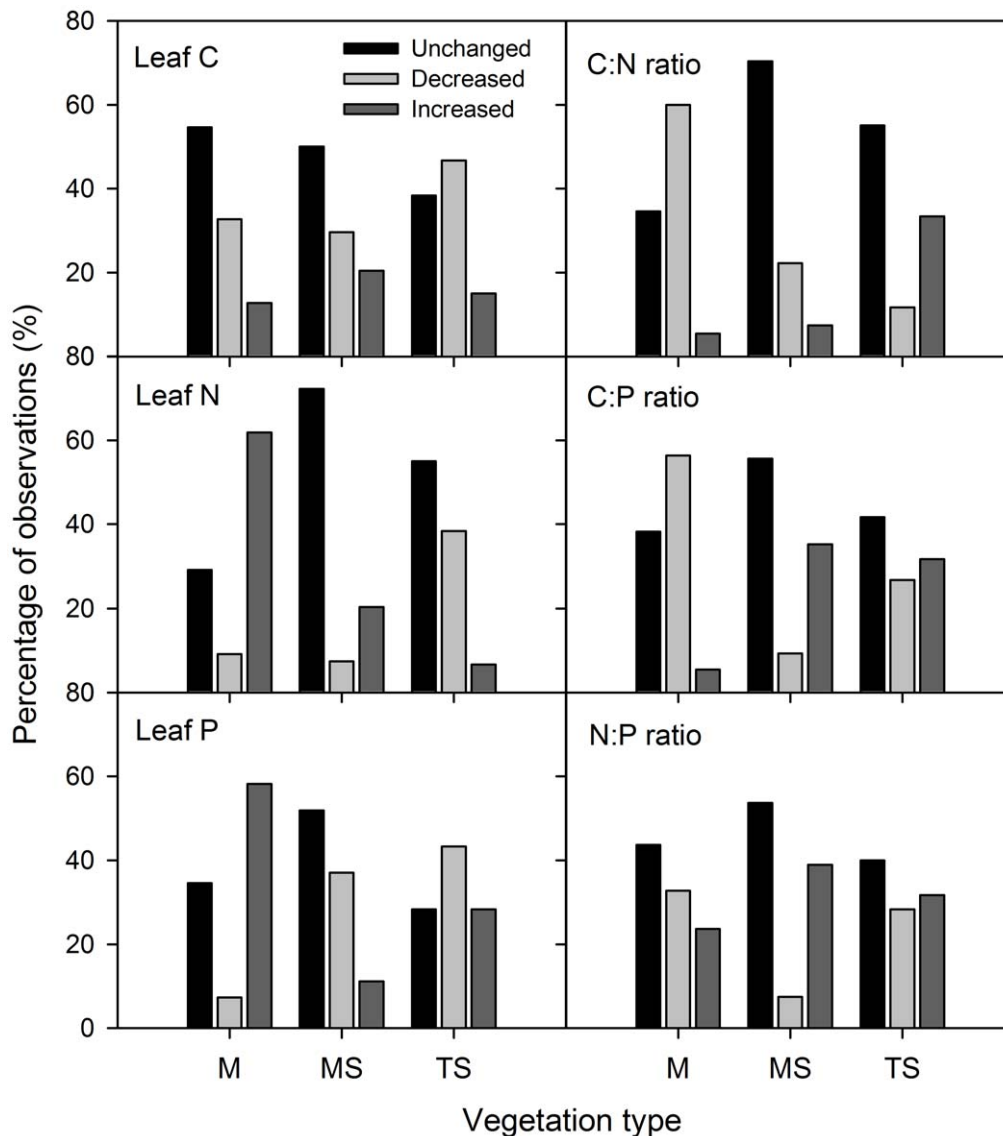 Percentage of observations (%)
Leaf C
Unchanged
Decreased
Increased
80
60
40
20
C:N ratio
80
Leaf N
60
40
20
C:P ratio
80
Leaf P
60
40
20
0
N:P ratio
M MS TS
M MS TS
Vegetation type